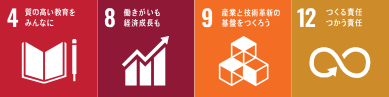 4 質の高い教育を
みんなに
8 働きがいも
経済成長も
9 産業と技術革新の
基盤をつくろう
12 つくる責任
つかう責任